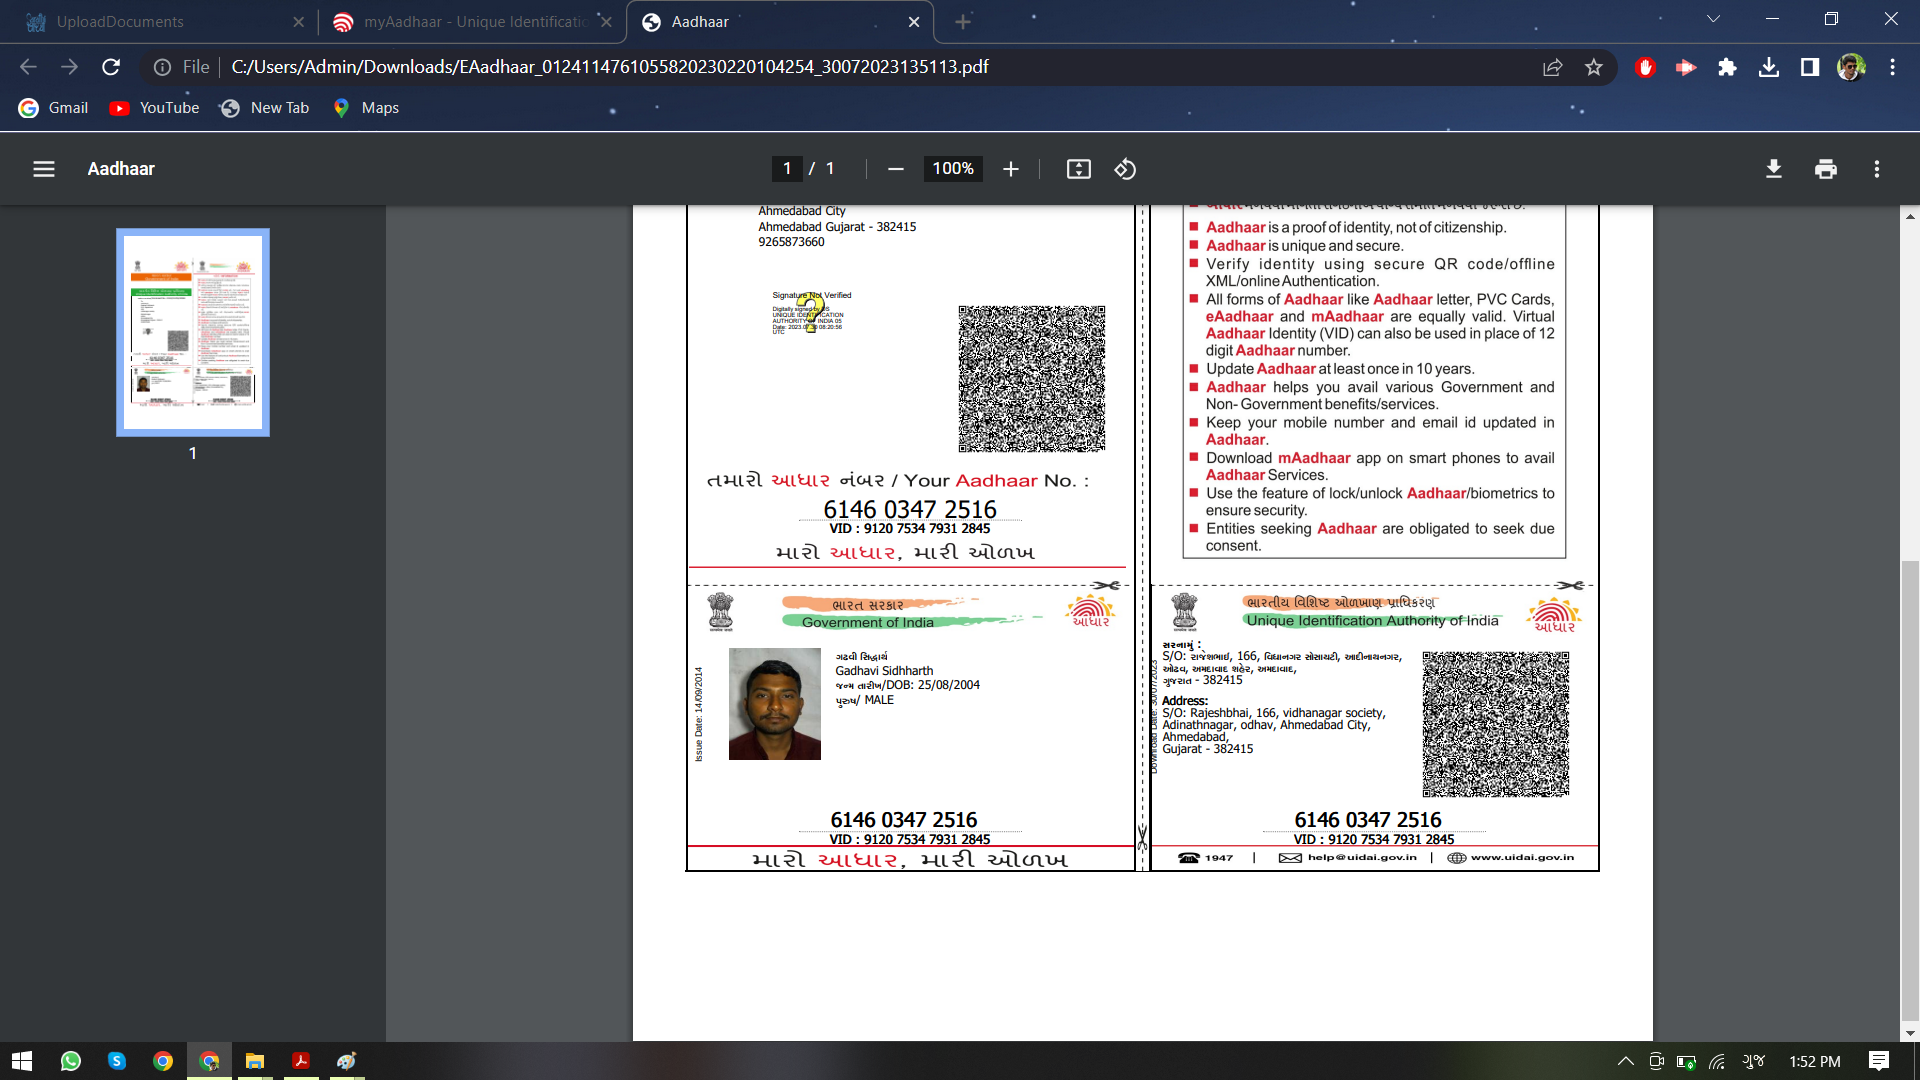 UploadDocuments
myAadhaar - Unique Identificatio
Aadhaar
File
C:/Users/Admin/Downloads/EAadhaar_0124114761055820230220104254_30072023135113.pdf
Gmail
YouTube
New Tab
Maps
Aadhaar
1 / 1
100%
1
Ahmedabad City
Ahmedabad Gujarat - 382415
9265873660
Signature Not Verified
Digitally signed by DS
UNIQUE IDENTIFICATION
AUTHORITY OF INDIA 05
Date: 2023.07.30 08:20:56
UTC
તમારો આધાર નંબર / Your Aadhaar No. :
6146 0347 2516
VID : 9120 7534 7931 2845
મારો આધાર, મારી ઓળખ
Aadhaar is a proof of identity, not of citizenship.
Aadhaar is unique and secure.
Verify identity using secure QR code/offline
XML/online Authentication.
All forms of Aadhaar like Aadhaar letter, PVC Cards,
eAadhaar and mAadhaar are equally valid. Virtual
Aadhaar Identity (VID) can also be used in place of 12
digit Aadhaar number.
Update Aadhaar at least once in 10 years.
Aadhaar helps you avail various Government and
Non- Government benefits/services.
Keep your mobile number and email id updated in
Aadhaar.
Download mAadhaar app on smart phones to avail
Aadhaar Services.
Use the feature of lock/unlock Aadhaar/biometrics to
ensure security.
Entities seeking Aadhaar are obligated to seek due
consent.
ભારત સરકાર
Government of India
આધાર
Issue Date: 14/09/2014
ગઢવી સિદ્ધાર્થ
Gadhavi Sidhharth
જન્મ તારીખ/DOB: 25/08/2004
પુરુષ/ MALE
6146 0347 2516
VID : 9120 7534 7931 2845
મારો આધાર, મારી ઓળખ
ભારતીય વિશિષ્ટ ઓળખાણ પ્રાધિકરણ
Unique Identification Authority of India
આધાર
Download Date: 30/07/2023
સરનામું :
S/O: રાજેશભાઈ, 166, વિદ્યાનગર સોસાયટી, આદીનાથનગર,
ઓઢવ, અમદાવાદ શહેર, અમદાવાદ,
ગુજરાત - 382415
Address:
S/O: Rajeshbhai, 166, vidhanagar society,
Adinathnagar, odhav, Ahmedabad City,
Ahmedabad,
Gujarat - 382415
6146 0347 2516
VID : 9120 7534 7931 2845
1947 | help@uidai.gov.in | www.uidai.gov.in
ગુજ
1:52 PM